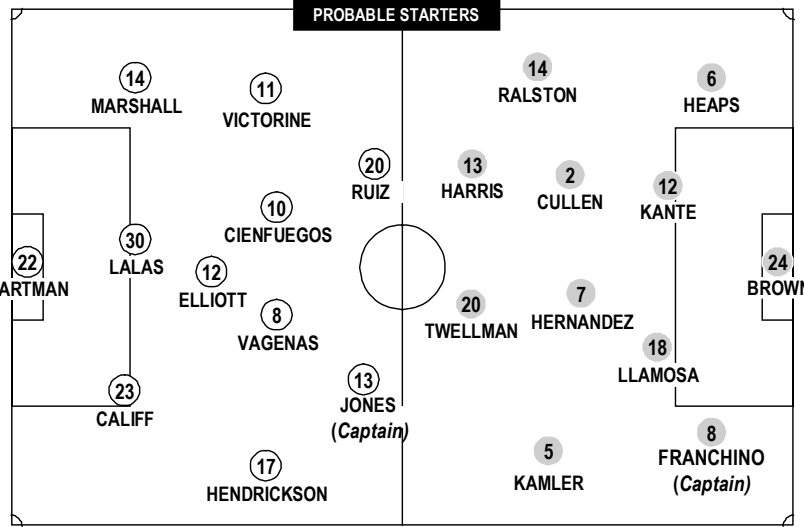 PROBABLE STARTERS
14
MARSHALL
11
VICTORINE
20
RUIZ
10
CIENFUEGOS
30
LALAS
22
ARTMAN
12
ELLIOTT
8
VAGENAS
23
CALIFF
13
JONES
(Captain)
17
HENDRICKSON
14
RALSTON
6
HEAPS
13
HARRIS
2
CULLEN
12
KANTE
24
BROWN
20
TWELLMAN
7
HERNANDEZ
18
LLAMOSA
5
KAMLER
8
FRANCHINO
(Captain)